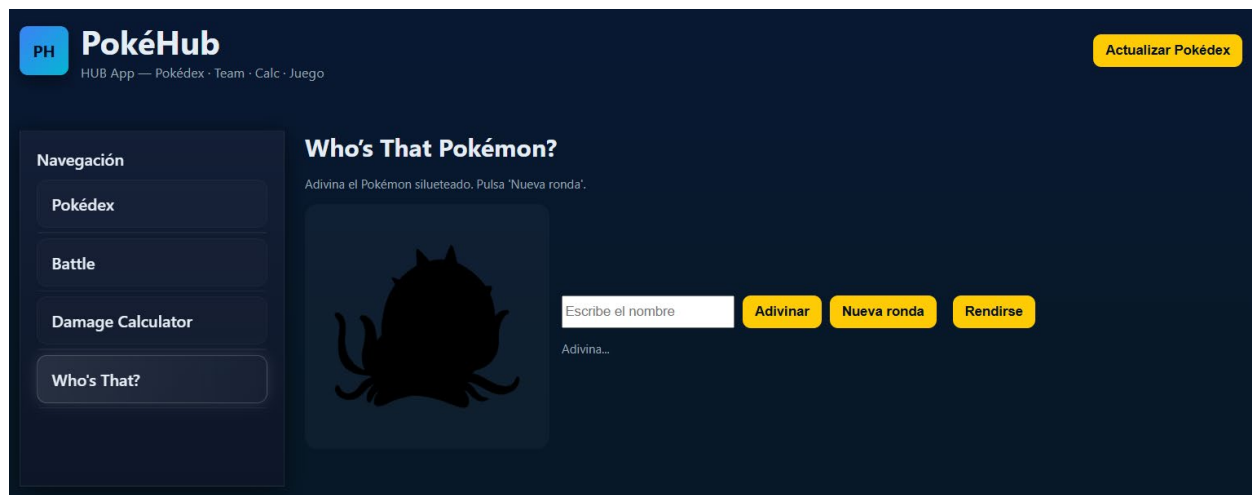 PH
PokéHub
HUB App — Pokédex · Team · Calc · Juego
Actualizar Pokédex
Navegación
Pokédex
Battle
Damage Calculator
Who's That?
Who's That Pokémon?
Adivina el Pokémon silueteado. Pulsa 'Nueva ronda'.
Escribe el nombre
Adivinar
Nueva ronda
Rendirse
Adivina...